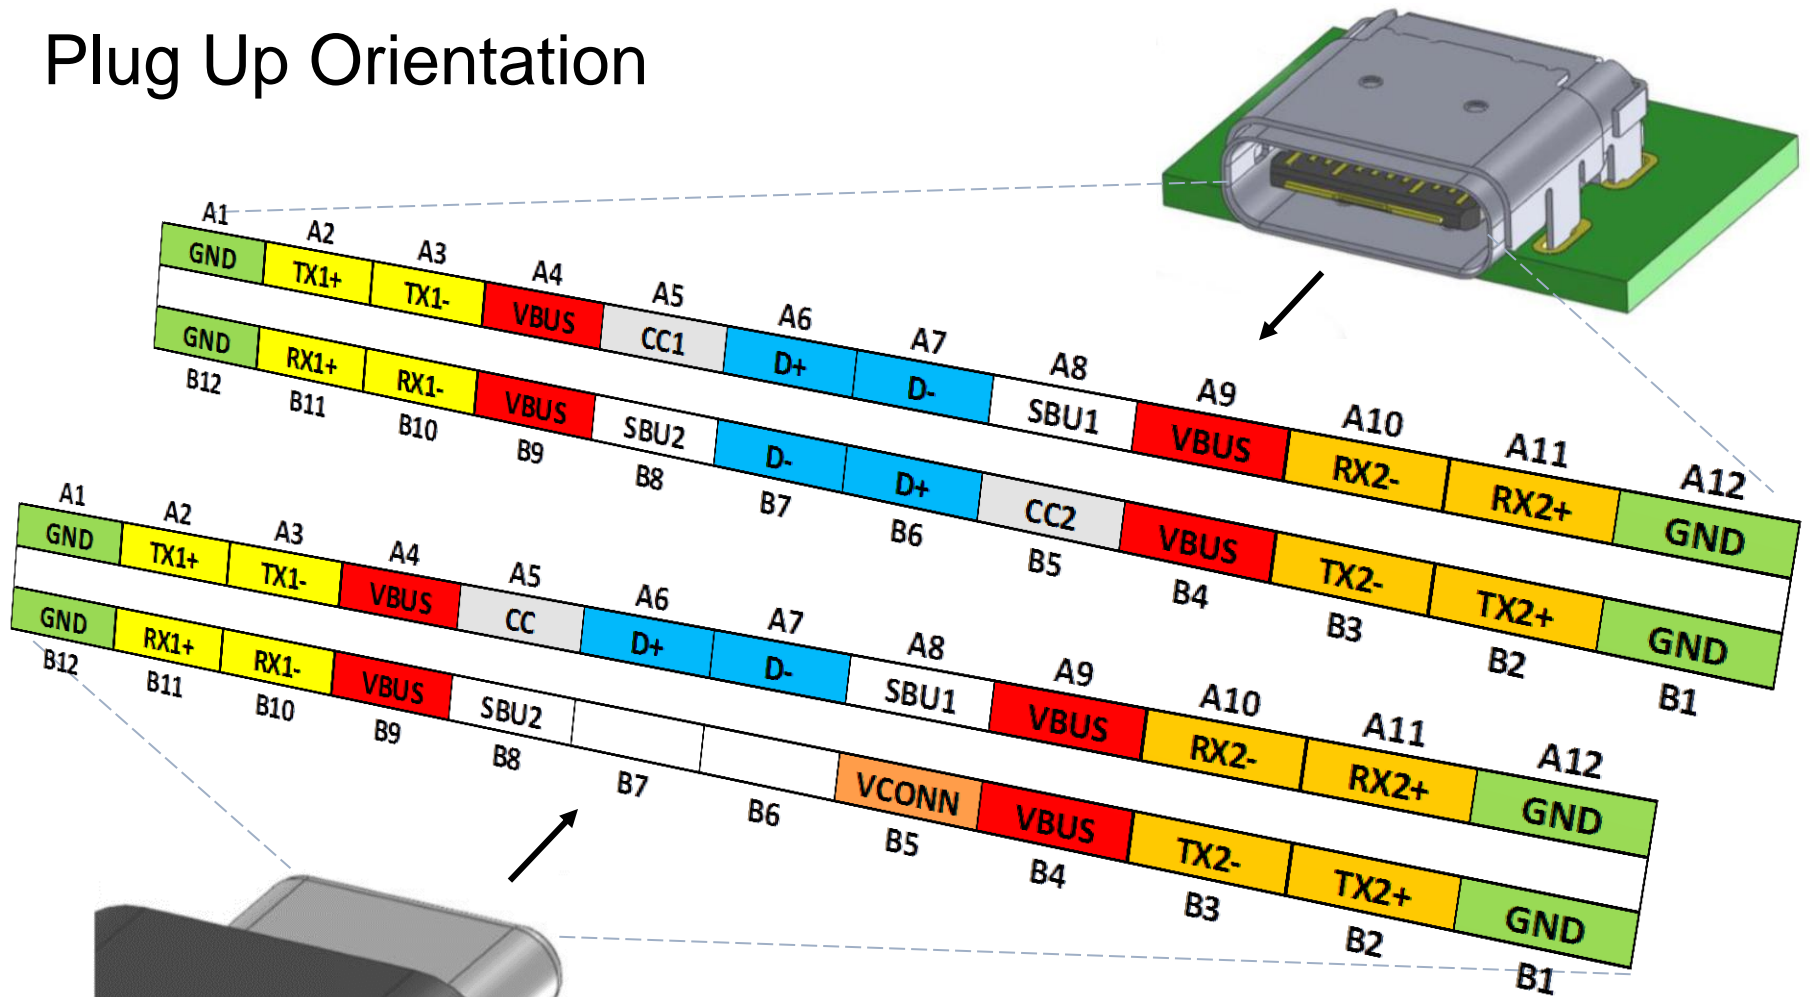 Plug Up Orientation
A1 A2 A3 A4 A5 A6 A7 A8 A9 A10 A11 A12
GND TX1+ TX1- VBUS CC1 D+ D- SBU1 VBUS RX2- RX2+ GND
GND RX1+ RX1- VBUS SBU2 D- D+ CC2 VBUS TX2- TX2+ GND
B12 B11 B10 B9 B8 B7 B6 B5 B4 B3 B2 B1
A1 A2 A3 A4 A5 A6 A7 A8 A9 A10 A11 A12
GND TX1+ TX1- VBUS CC D+ D- SBU1 VBUS RX2- RX2+ GND
GND RX1+ RX1- VBUS SBU2 VCONN VBUS TX2- TX2+ GND
B12 B11 B10 B9 B8 B7 B6 B5 B4 B3 B2 B1